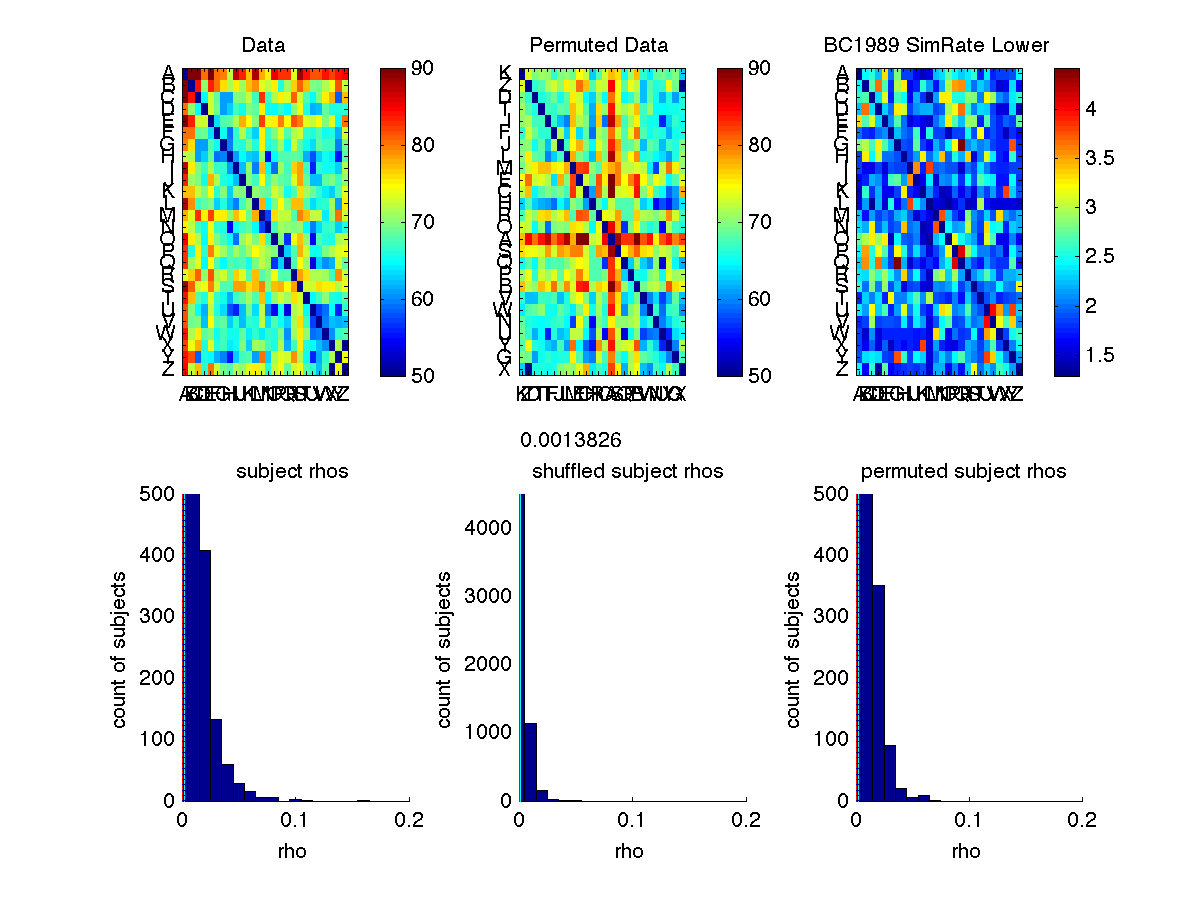 Data
Permuted Data
BC1989 SimRate Lower
A
B
C
D
E
F
G
H
I
J
K
L
M
N
O
P
Q
R
S
T
U
V
W
X
Y
Z
90
80
70
60
50
K
Z
D
T
I
F
J
L
M
E
C
H
R
O
A
S
Q
P
B
V
W
N
U
Y
G
X
90
80
70
60
50
A
B
C
D
E
F
G
H
I
J
K
L
M
N
O
P
Q
R
S
T
U
V
W
X
Y
Z
4
3.5
3
2.5
2
1.5
0.0013826
subject rhos
shuffled subject rhos
permuted subject rhos
count of subjects
500
400
300
200
100
0
0 0.1 0.2
rho
count of subjects
4000
3000
2000
1000
0
0 0.1 0.2
rho
count of subjects
500
400
300
200
100
0
0 0.1 0.2
rho